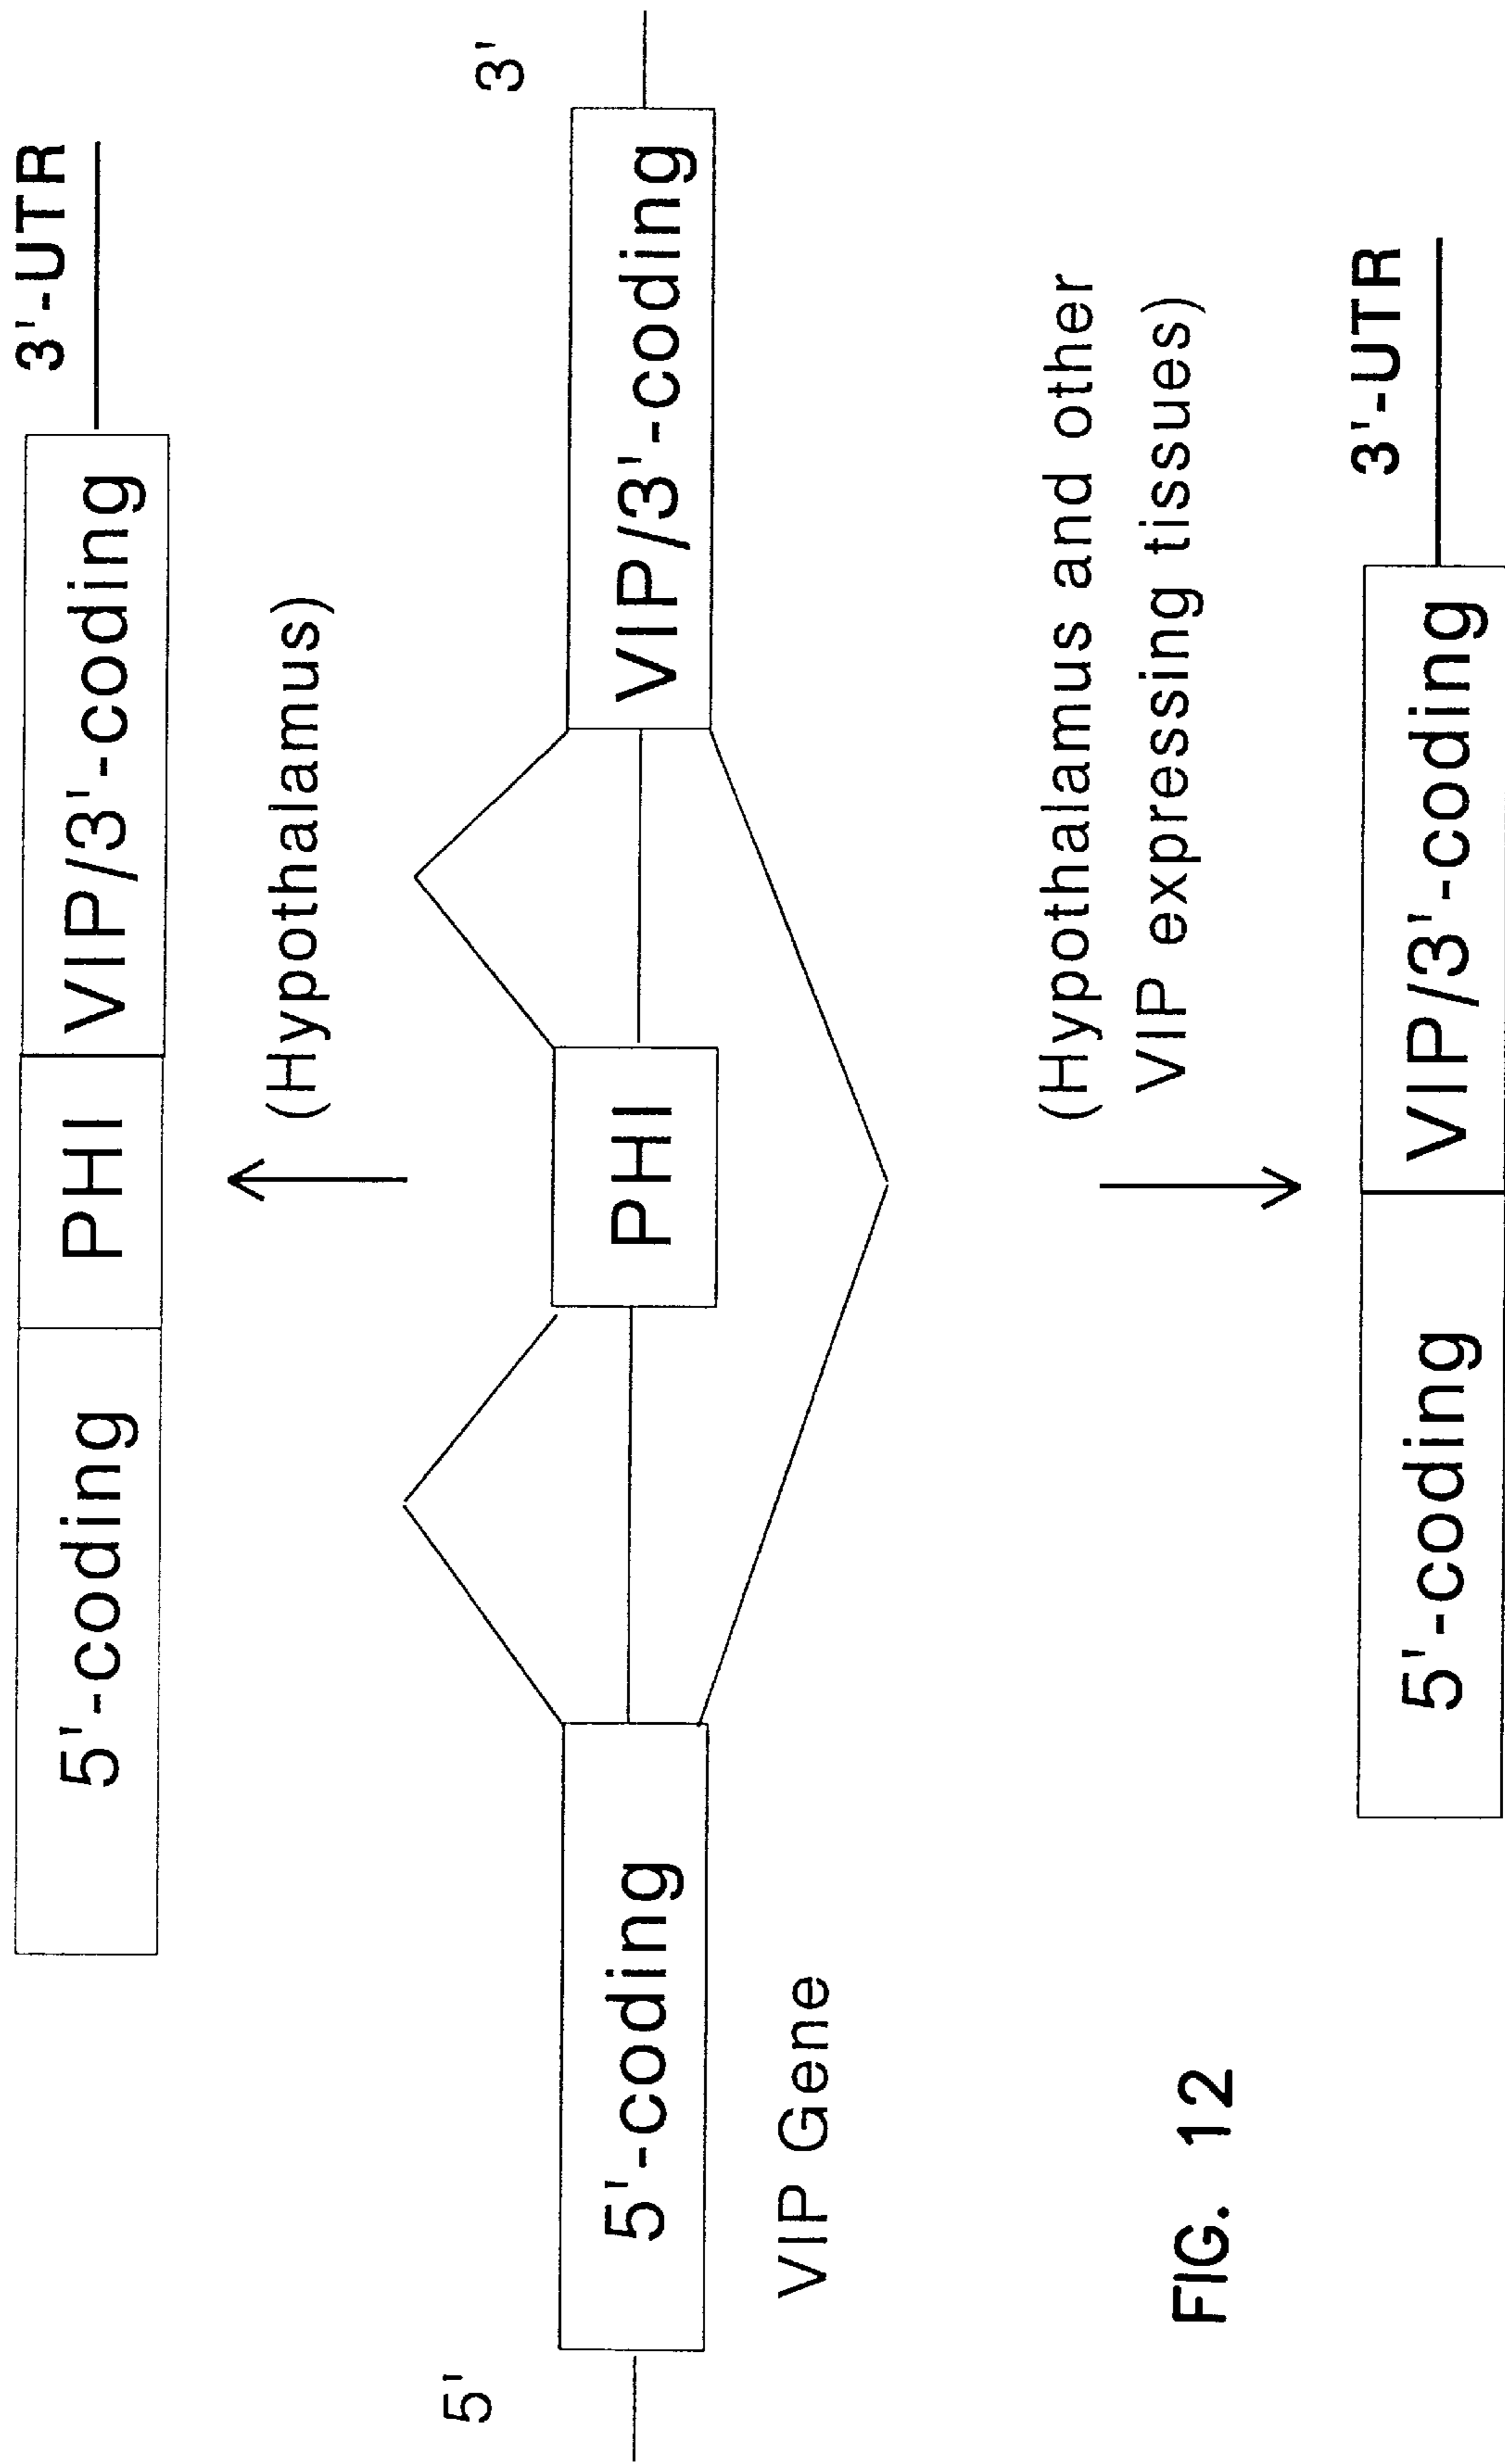 3'-UTR
5'-coding PHI VIP/3'-coding
(Hypothalamus)
5' 3'
5'-coding PHI VIP/3'-coding
VIP Gene
(Hypothalamus and other
VIP expressing tissues)
FIG. 12
3'-UTR
5'-coding VIP/3'-coding